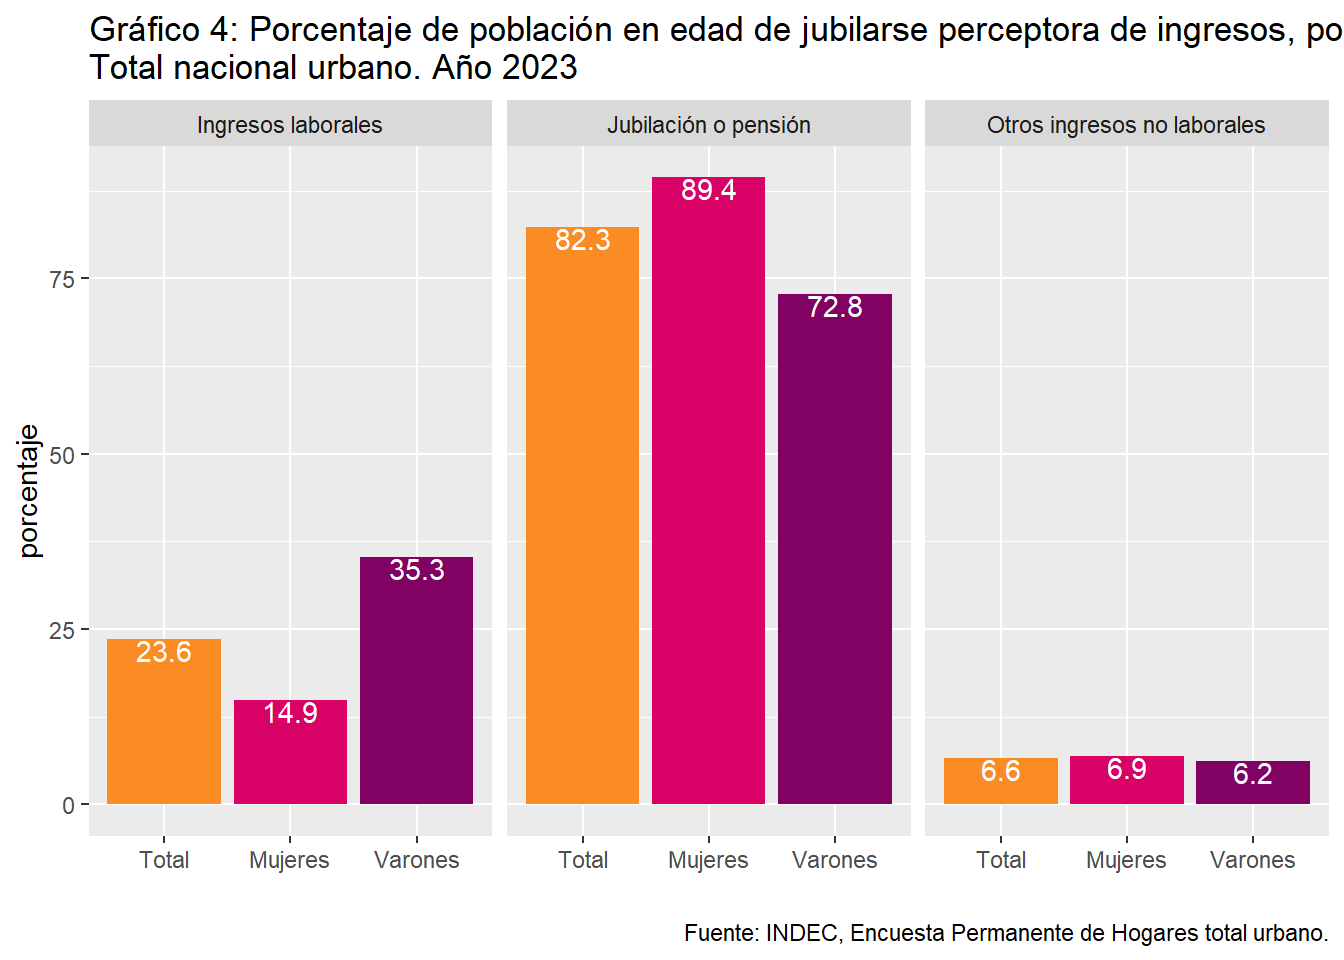 Gráfico 4: Porcentaje de población en edad de jubilarse perceptora de ingresos, po
Total nacional urbano. Año 2023
Ingresos laborales
Jubilación o pensión
Otros ingresos no laborales
porcentaje
75
50
25
0
23.6
14.9
35.3
82.3
89.4
72.8
6.6
6.9
6.2
Total Mujeres Varones
Total Mujeres Varones
Total Mujeres Varones
Fuente: INDEC, Encuesta Permanente de Hogares total urbano.